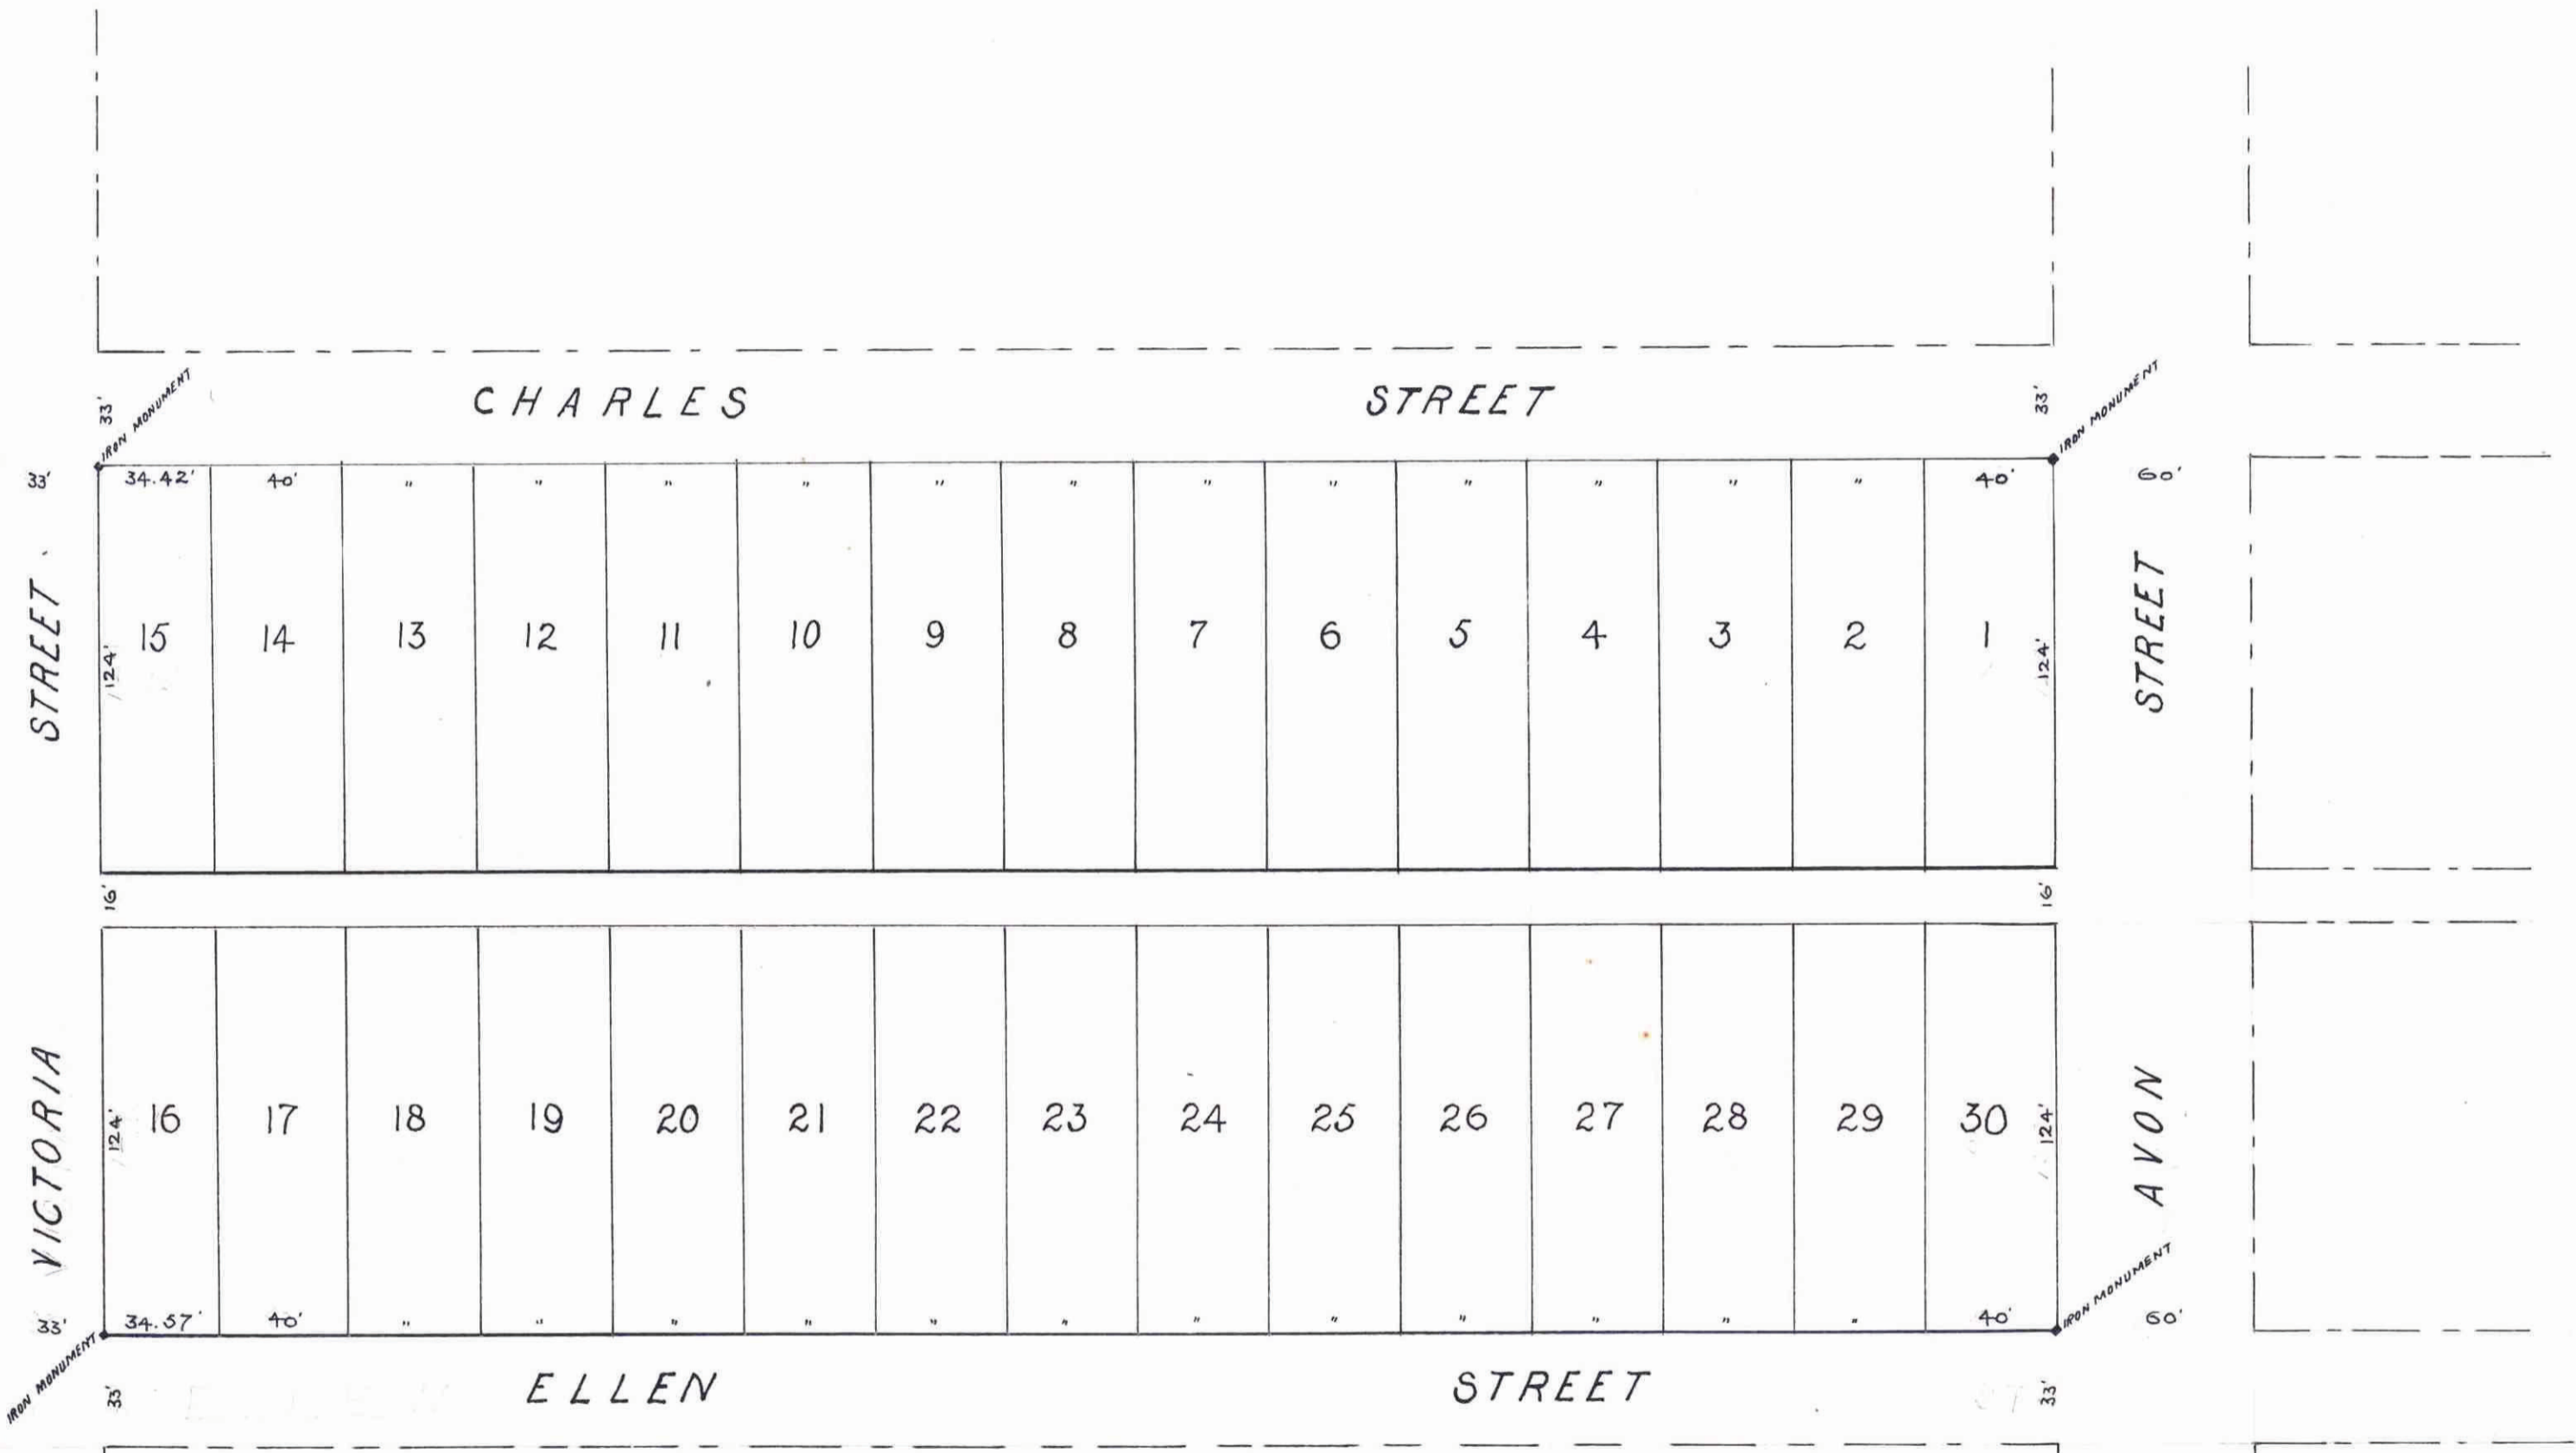 33'
IRON MONUMENT
CHARLES STREET
33'
IRON MONUMENT
33'
34.42' 40' " " " " " " " " " " " " 40'
60'
STREET
124'
15 14 13 12 11 10 9 8 7 6 5 4 3 2 1
124'
STREET
16'
16'
VICTORIA
124'
16 17 18 19 20 21 22 23 24 25 26 27 28 29 30
124'
AVON
33'
34.57' 40' " " " " " " " " " " " " 40'
60'
IRON MONUMENT
IRON MONUMENT
33'
ELLEN STREET
33'